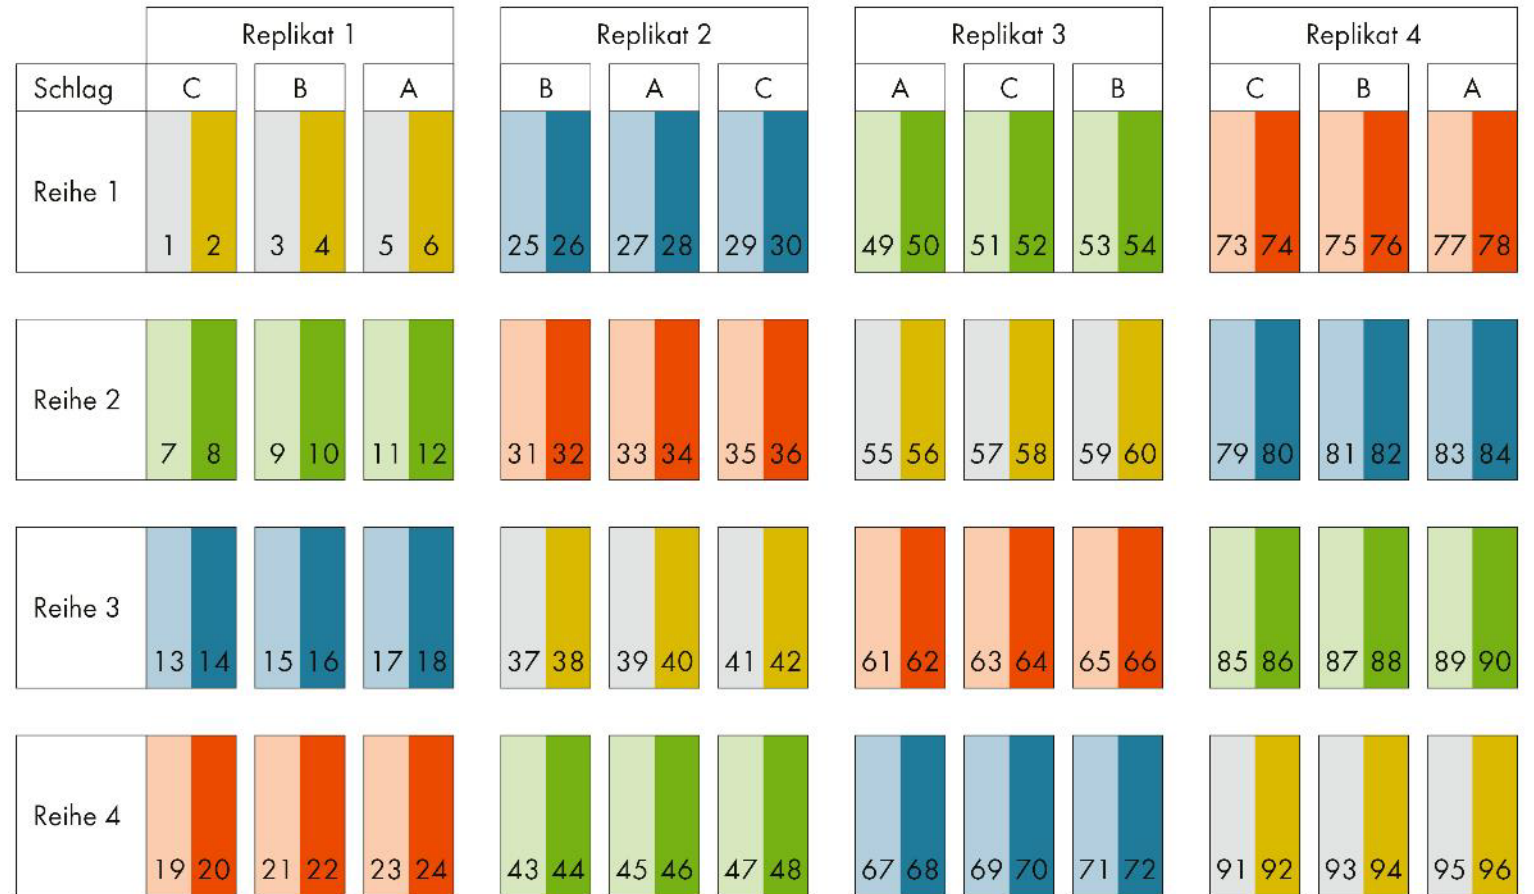 Replikat 1 Replikat 2 Replikat 3 Replikat 4
Schlag C B A B A C A C B C B A
Reihe 1 1 2 3 4 5 6 25 26 27 28 29 30 49 50 51 52 53 54 73 74 75 76 77 78
Reihe 2 7 8 9 10 11 12 31 32 33 34 35 36 55 56 57 58 59 60 79 80 81 82 83 84
Reihe 3 13 14 15 16 17 18 37 38 39 40 41 42 61 62 63 64 65 66 85 86 87 88 89 90
Reihe 4 19 20 21 22 23 24 43 44 45 46 47 48 67 68 69 70 71 72 91 92 93 94 95 96